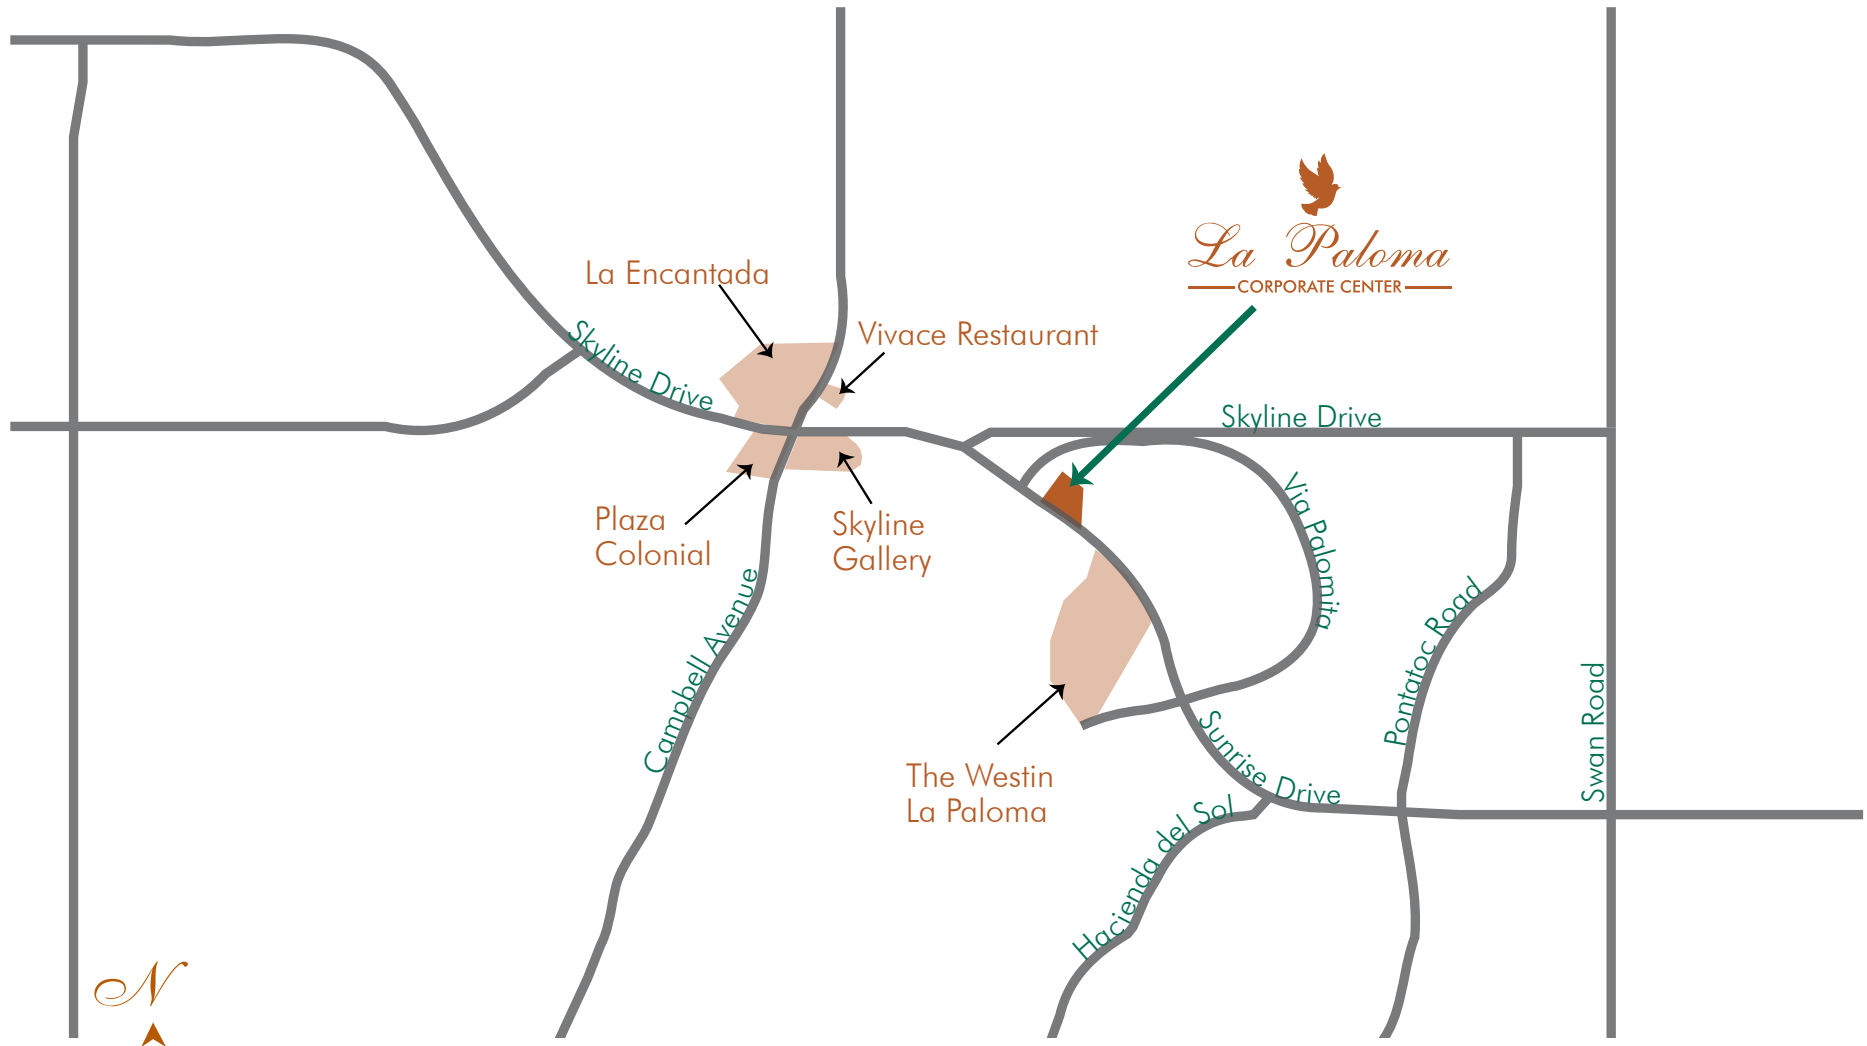 La Paloma
CORPORATE CENTER
La Encantada
Vivace Restaurant
Skyline Drive
Skyline Drive
Via Palomita
Plaza
Colonial
Skyline
Gallery
Campbell Avenue
Pontatoc Road
Swan Road
The Westin
La Paloma
Sunrise Drive
Hacienda del Sol
N